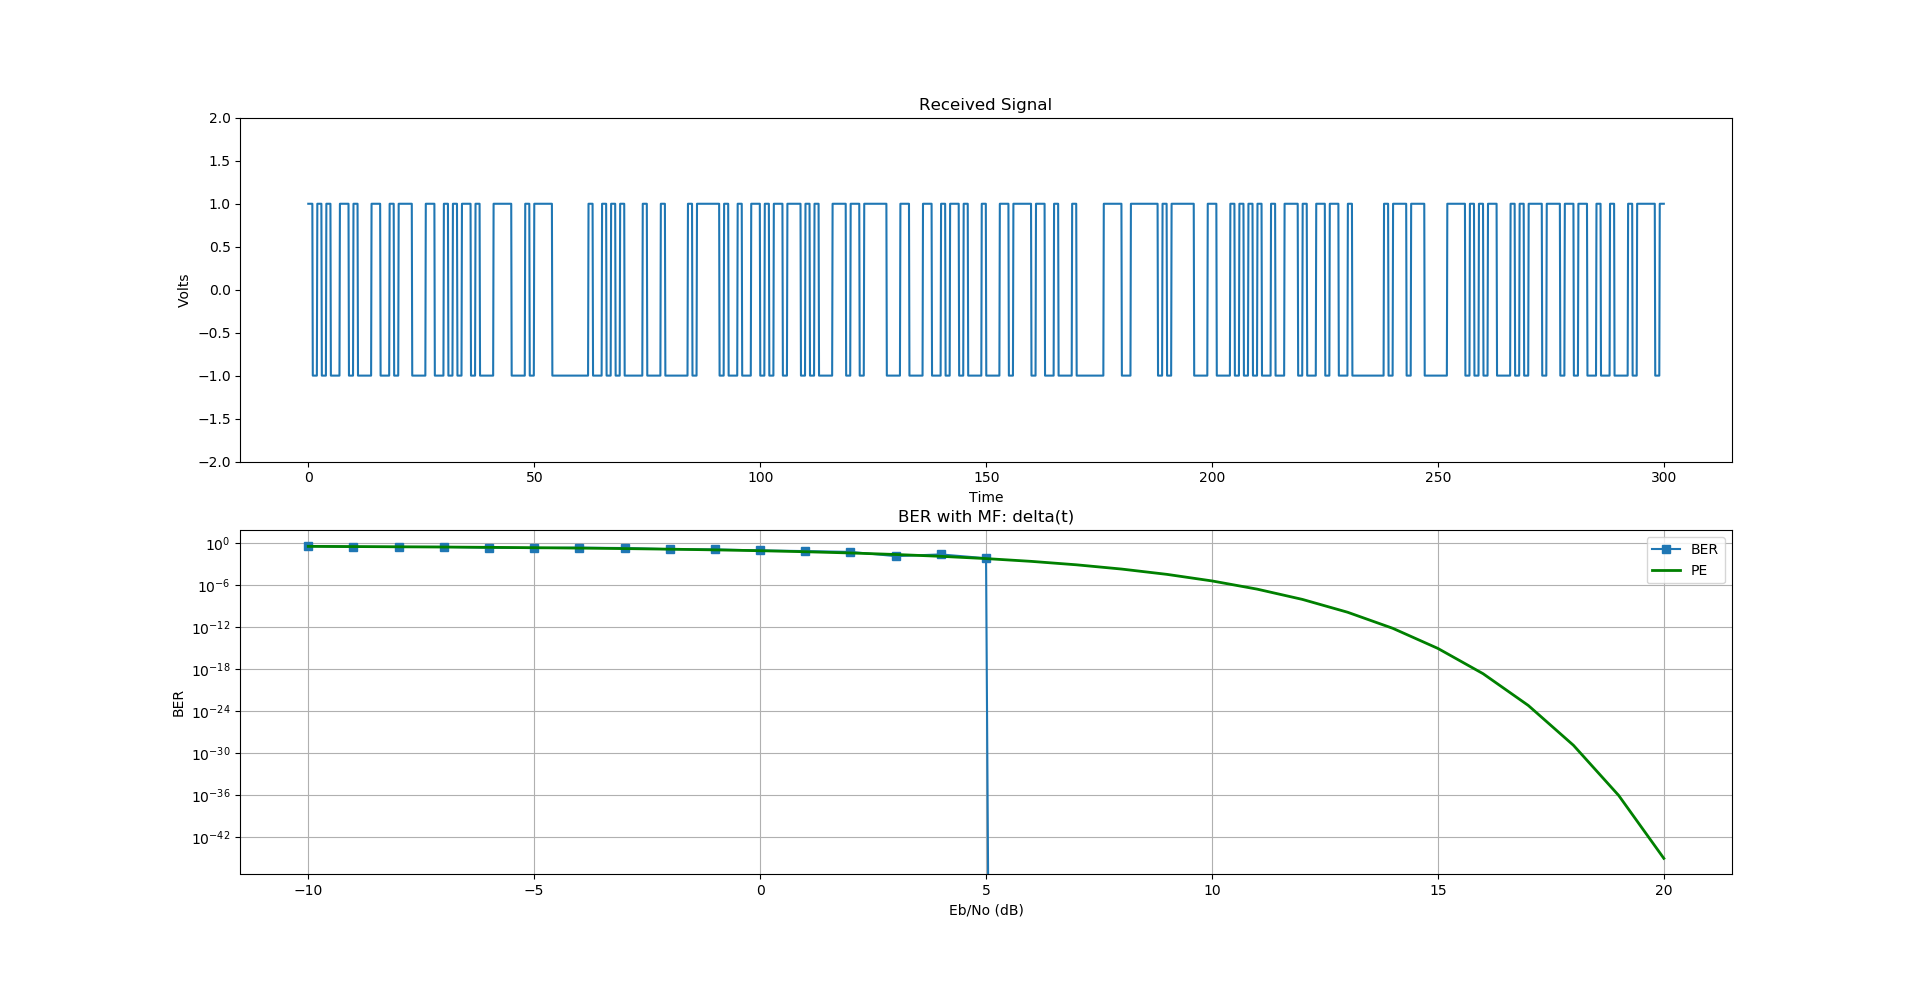 Received Signal
2.0
1.5
1.0
0.5
0.0
−0.5
−1.0
−1.5
−2.0
Volts
0 50 100 150 200 250 300
Time
BER with MF: delta(t)
10⁰
10⁻⁶
10⁻¹²
10⁻¹⁸
10⁻²⁴
10⁻³⁰
10⁻³⁶
10⁻⁴²
BER
BER
PE
−10 −5 0 5 10 15 20
Eb/No (dB)